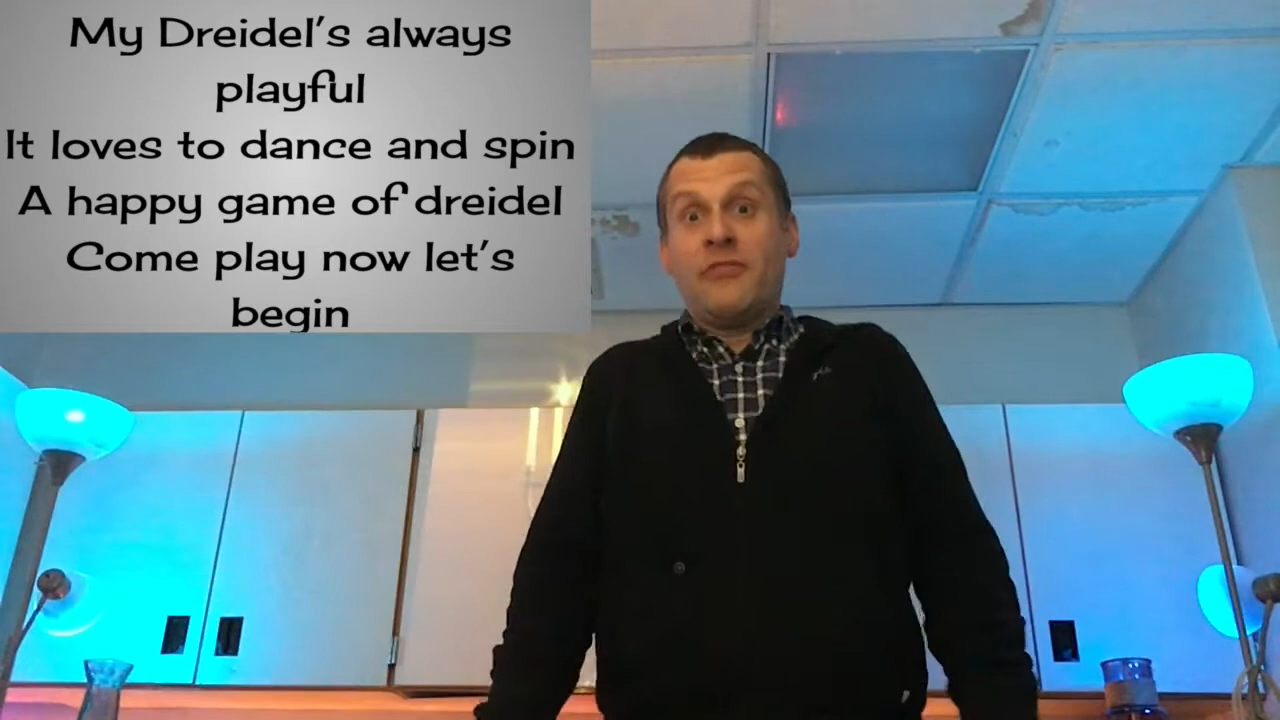 My Dreidel's always
playful
It loves to dance and spin
A happy game of dreidel
Come play now let's
begin